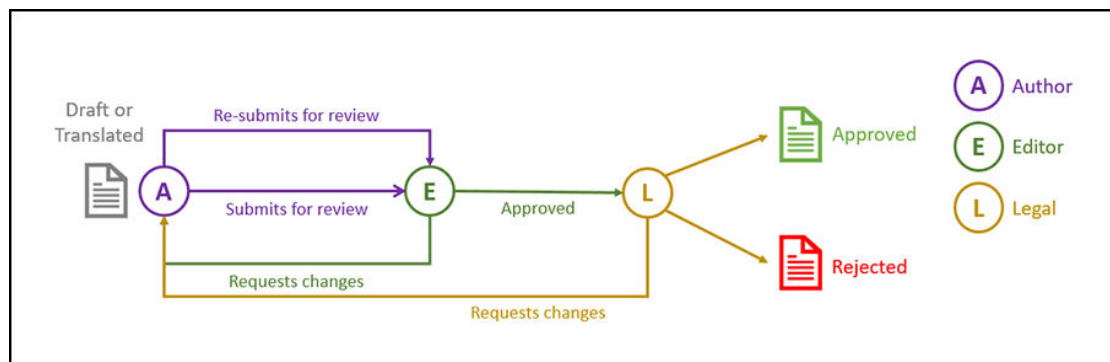 Draft or
Translated
Re-submits for review
A
E
L
Submits for review
Approved
Requests changes
Requests changes
Approved
Rejected
A Author
E Editor
L Legal